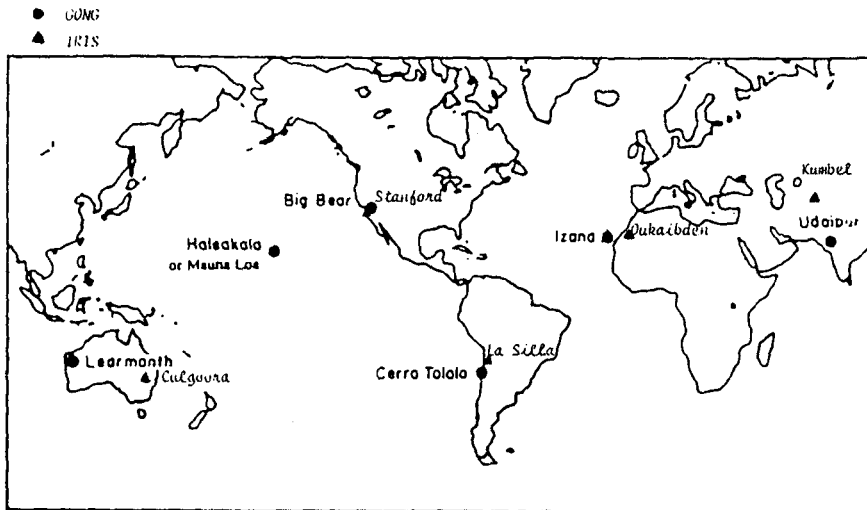 GONG
IRIS
Kumbel
Big Bear
Stanford
Udaipur
Izana
Oukaibden
Haleakala
or Mauna Loa
Learmonth
La Silla
Cerro Tololo
Culgoora